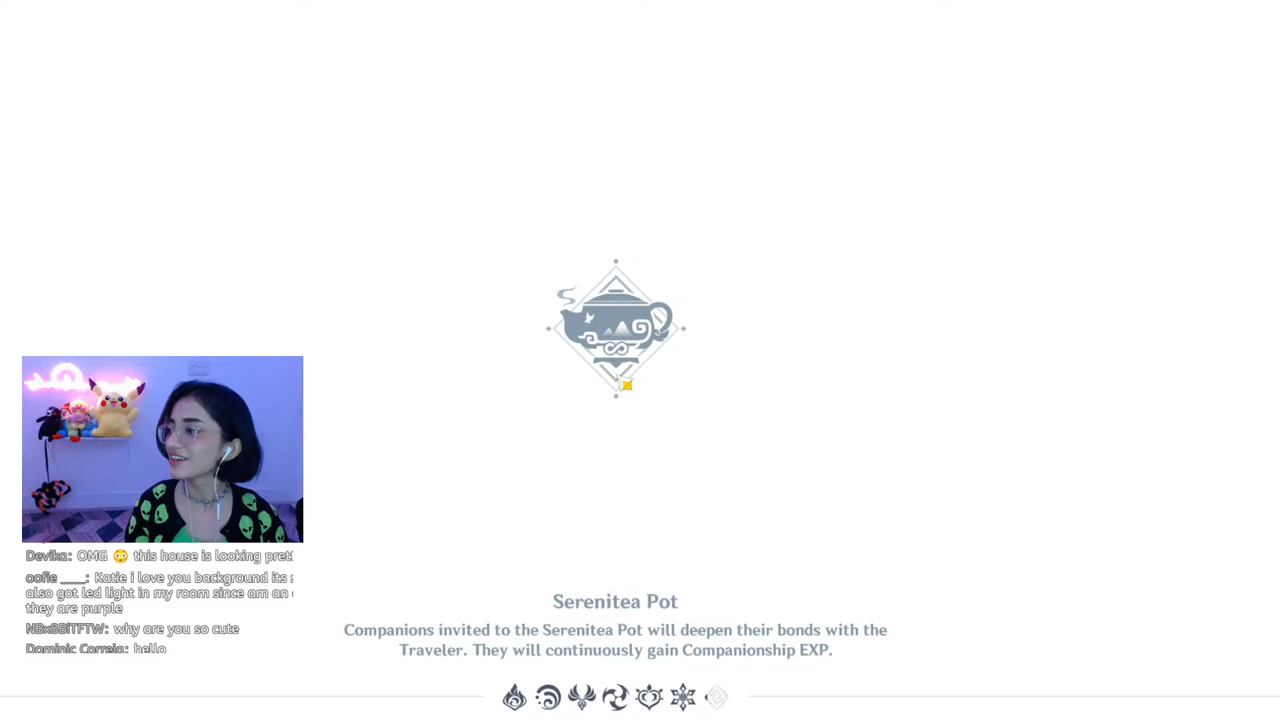 Devika: OMG 😳 this house is looking pret
oofie ____: Katie i love you background its
also got led light in my room since am an
they are purple
NBx8BiTFTW: why are you so cute
Dominic Correia: hello
Serenitea Pot
Companions invited to the Serenitea Pot will deepen their bonds with the
Traveler. They will continuously gain Companionship EXP.